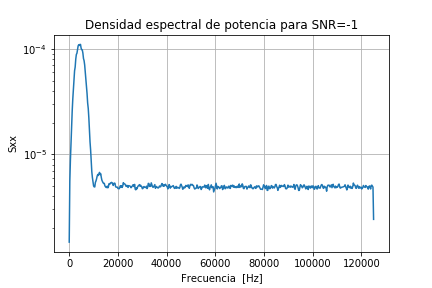 Densidad espectral de potencia para SNR=-1
10⁻⁴
10⁻⁵
Sxx
0 20000 40000 60000 80000 100000 120000
Frecuencia [Hz]